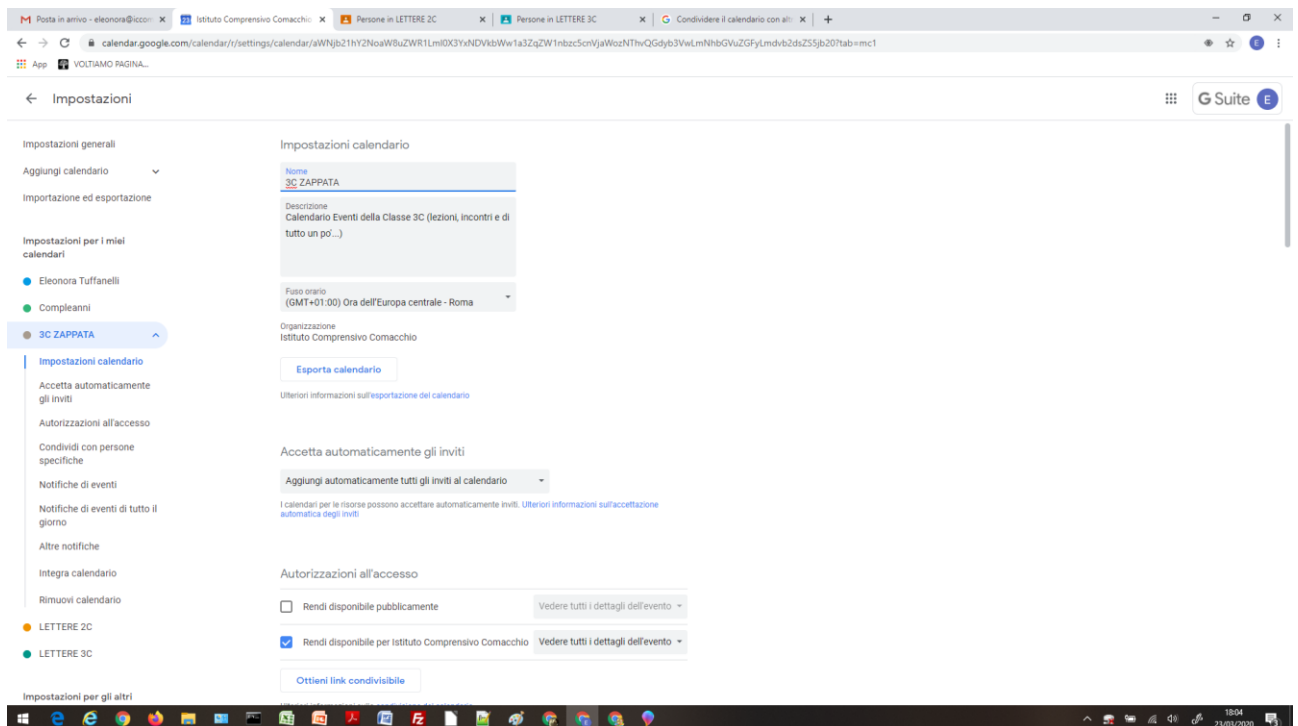 Posta in arrivo - eleonora@iccom
Istituto Comprensivo Comacchio
Persone in LETTERE 2C
Persone in LETTERE 3C
Condividere il calendario con alt
App
VOLTIAMO PAGINA...
Impostazioni
G Suite
E
Impostazioni generali
Aggiungi calendario
Importazione ed esportazione
Impostazioni per i miei
calendari
Eleonora Tuffanelli
Compleanni
3C ZAPPATA
Impostazioni calendario
Accetta automaticamente
gli inviti
Autorizzazioni all'accesso
Condividi con persone
specifiche
Notifiche di eventi
Notifiche di eventi di tutto il
giorno
Altre notifiche
Integra calendario
Rimuovi calendario
LETTERE 2C
LETTERE 3C
Impostazioni per gli altri
Impostazioni calendario
Nome
3C ZAPPATA
Descrizione
Calendario Eventi della Classe 3C (lezioni, incontri e di
tutto un po'...)
Fuso orario
(GMT+01:00) Ora dell'Europa centrale - Roma
Organizzazione
Istituto Comprensivo Comacchio
Esporta calendario
Ulteriori informazioni sull'esportazione del calendario
Accetta automaticamente gli inviti
Aggiungi automaticamente tutti gli inviti al calendario
I calendari per le risorse possono accettare automaticamente inviti. Ulteriori informazioni sull'accettazione
automatica degli inviti
Autorizzazioni all'accesso
Rendi disponibile pubblicamente
Vedere tutti i dettagli dell'evento
Rendi disponibile per Istituto Comprensivo Comacchio
Vedere tutti i dettagli dell'evento
Ottieni link condivisibile
18:04
23/03/2020